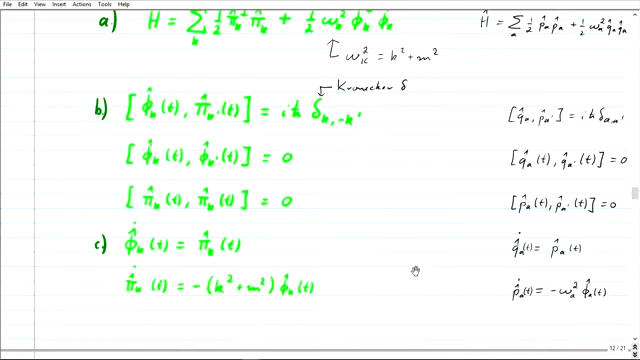 File Edit View Insert Actions Tools Help
a) Ĥ = Σ_k ½ π̂_k† π̂_k + ½ ω_k² φ̂_k† φ̂_k
Ĥ = Σ_a ½ p̂_a p̂_a + ½ ω_a² q̂_a q̂_a
ω_k² = k² + m²
Kronecker δ
b) [φ̂_k(t), π̂_k'(t)] = iħ δ_k,-k'
[q̂_a, p̂_a'] = iħ δ_a,a'
[φ̂_k(t), φ̂_k'(t)] = 0
[q̂_a(t), q̂_a'(t)] = 0
[π̂_k(t), π̂_k'(t)] = 0
[p̂_a(t), p̂_a'(t)] = 0
c) φ̂̇_k(t) = π̂_k(t)
q̂̇_a(t) = p̂_a(t)
π̂̇_k(t) = -(k² + m²) φ̂_k(t)
p̂̇_a(t) = -ω_a² φ̂_a(t)
12 / 21